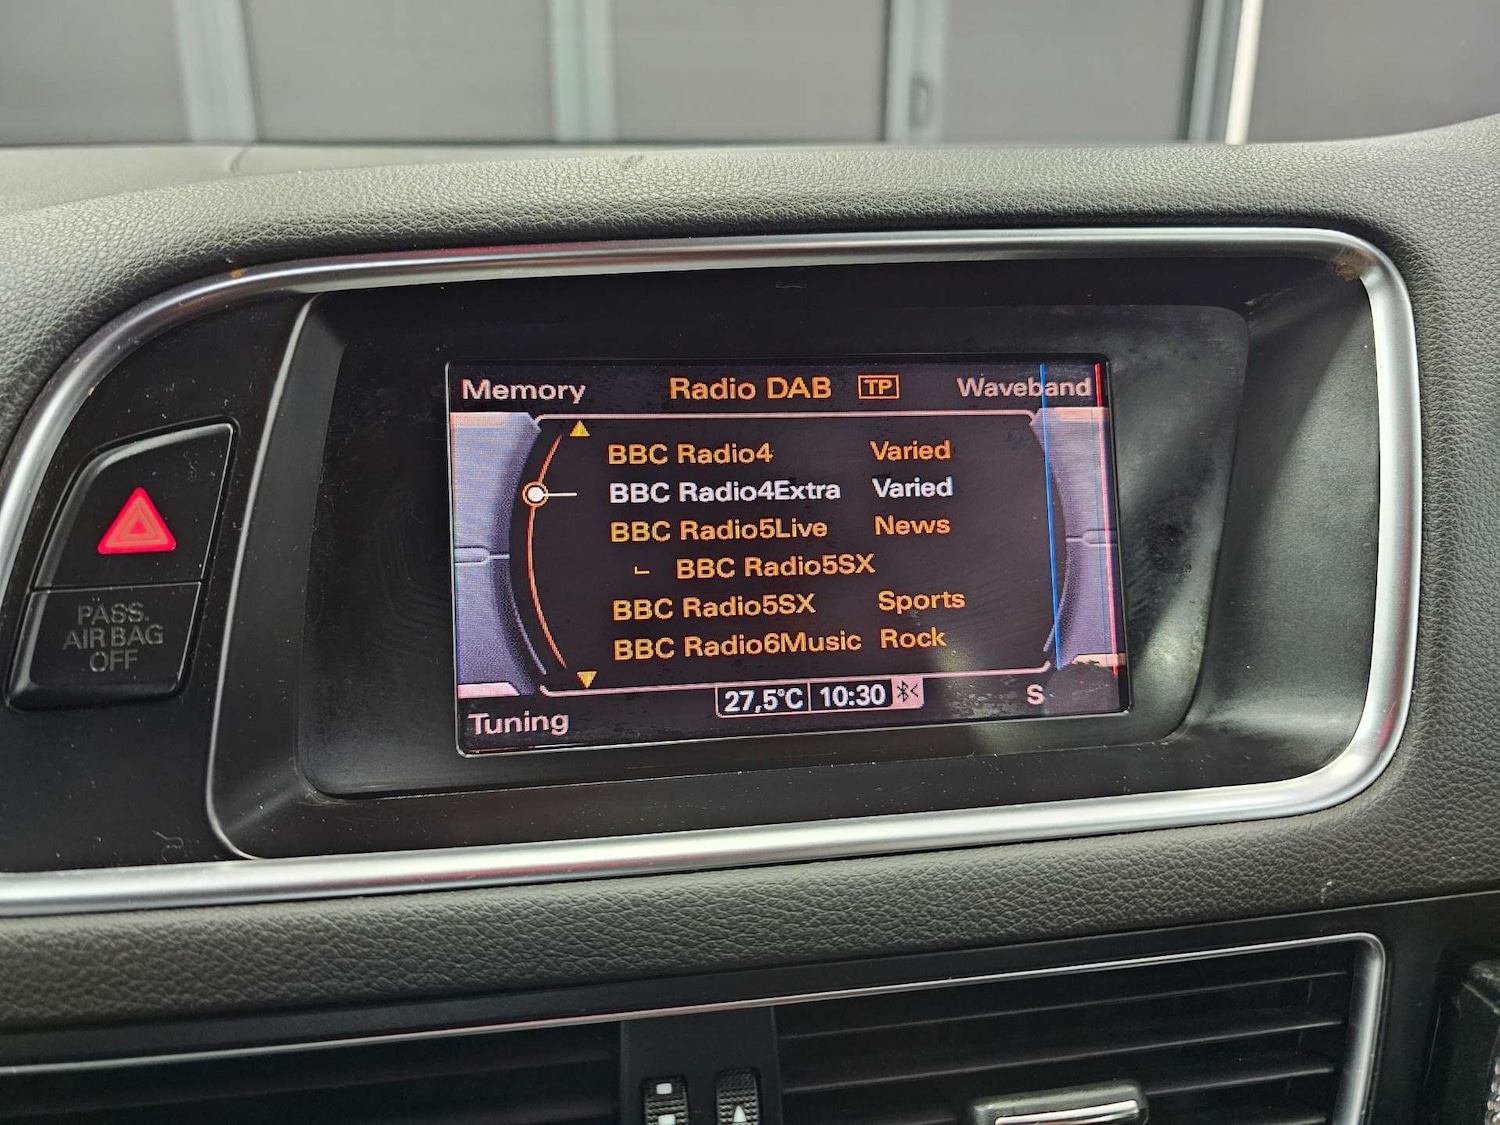 Memory Radio DAB TP Waveband
BBC Radio4 Varied
BBC Radio4Extra Varied
BBC Radio5Live News
BBC Radio5SX
BBC Radio5SX Sports
BBC Radio6Music Rock
27,5°C 10:30 S
Tuning
PASS.
AIR BAG
OFF